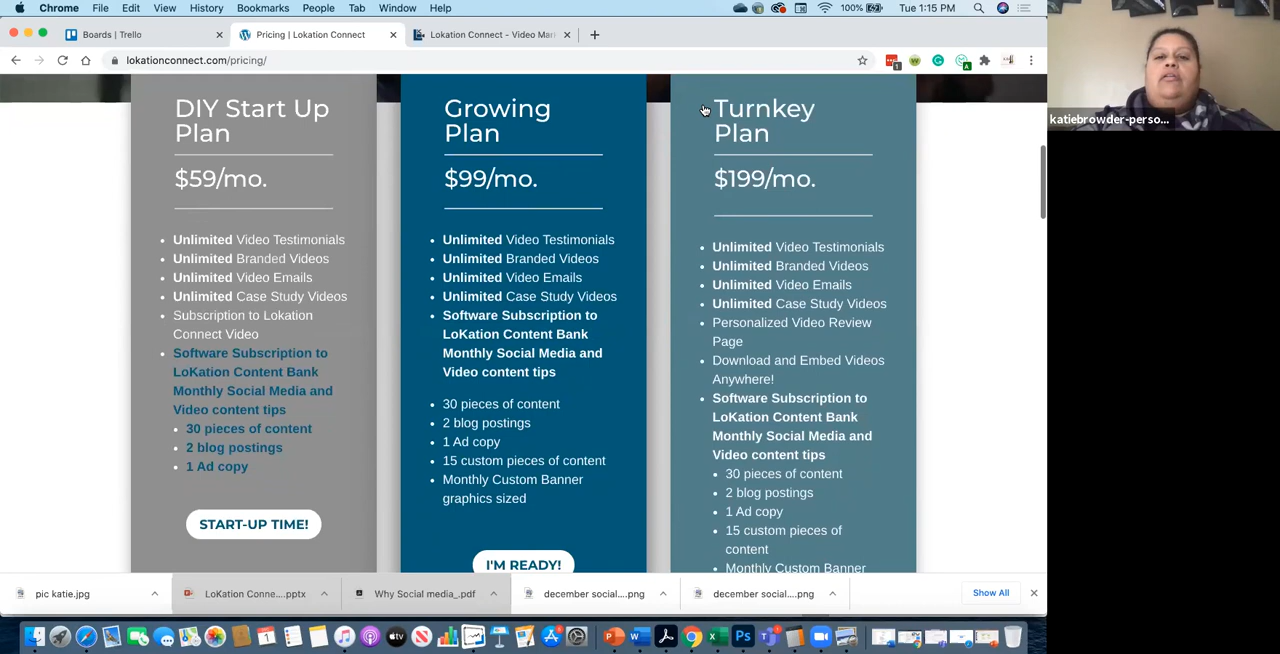 Chrome File Edit View History Bookmarks People Tab Window Help 100% Tue 1:15 PM
Boards | Trello Pricing | Lokation Connect Lokation Connect - Video Mar
lokationconnect.com/pricing/
katiebrowder-perso...
DIY Start Up
Plan
$59/mo.
Unlimited Video Testimonials
Unlimited Branded Videos
Unlimited Video Emails
Unlimited Case Study Videos
Subscription to Lokation
Connect Video
Software Subscription to
LoKation Content Bank
Monthly Social Media and
Video content tips
30 pieces of content
2 blog postings
1 Ad copy
START-UP TIME!
Growing
Plan
$99/mo.
Unlimited Video Testimonials
Unlimited Branded Videos
Unlimited Video Emails
Unlimited Case Study Videos
Software Subscription to
LoKation Content Bank
Monthly Social Media and
Video content tips
30 pieces of content
2 blog postings
1 Ad copy
15 custom pieces of content
Monthly Custom Banner
graphics sized
I'M READY!
Turnkey
Plan
$199/mo.
Unlimited Video Testimonials
Unlimited Branded Videos
Unlimited Video Emails
Unlimited Case Study Videos
Personalized Video Review
Page
Download and Embed Videos
Anywhere!
Software Subscription to
LoKation Content Bank
Monthly Social Media and
Video content tips
30 pieces of content
2 blog postings
1 Ad copy
15 custom pieces of
content
Monthly Custom Banner
pic katie.jpg LoKation Conne....pptx Why Social media_.pdf december social....png december social....png Show All